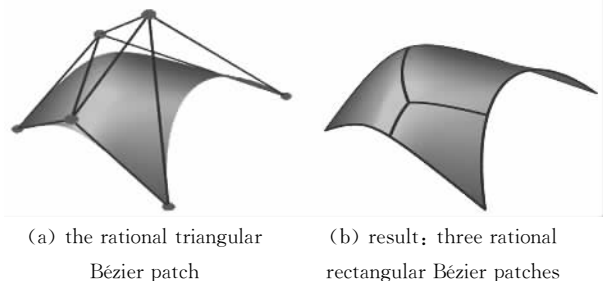 (a) the rational triangular
Bézier patch
(b) result: three rational
rectangular Bézier patches